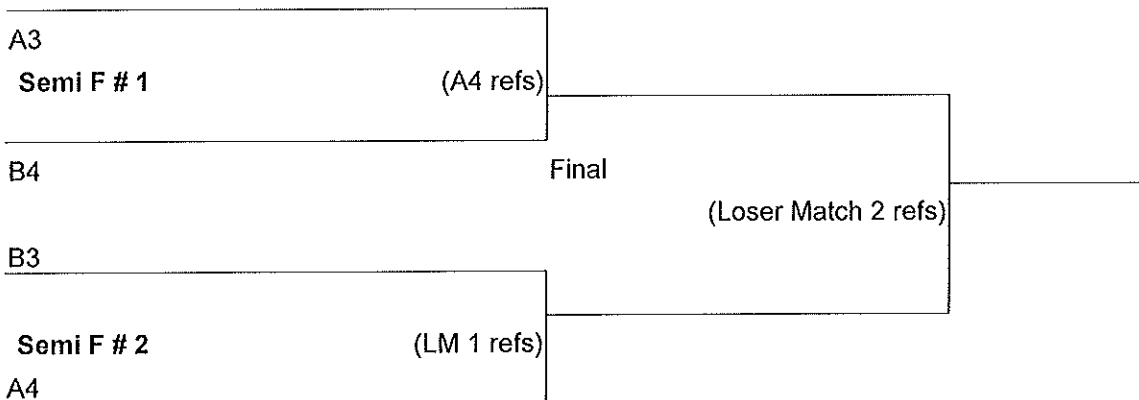 A3
Semi F # 1 (A4 refs)
B4 Final
(Loser Match 2 refs)
B3
Semi F # 2 (LM 1 refs)
A4